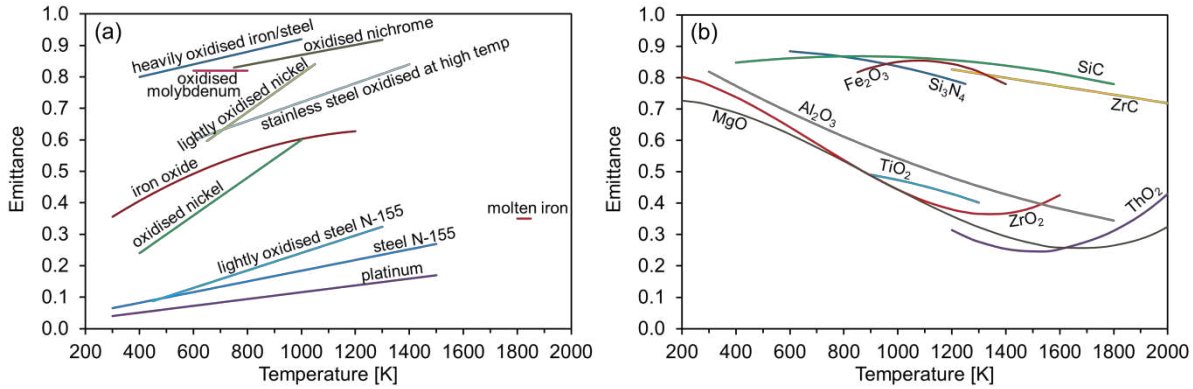 (a)
heavily oxidised iron/steel
oxidised nichrome
oxidised
molybdenum
lightly oxidised nickel
stainless steel oxidised at high temp
iron oxide
oxidised nickel
molten iron
lightly oxidised steel N-155
steel N-155
platinum
Emittance
1.0
0.9
0.8
0.7
0.6
0.5
0.4
0.3
0.2
0.1
0.0
200 400 600 800 1000 1200 1400 1600 1800 2000
Temperature [K]
(b)
SiC
Fe2O3
Si3N4
ZrC
Al2O3
MgO
TiO2
ThO2
ZrO2
Emittance
1.0
0.9
0.8
0.7
0.6
0.5
0.4
0.3
0.2
0.1
0.0
200 400 600 800 1000 1200 1400 1600 1800 2000
Temperature [K]